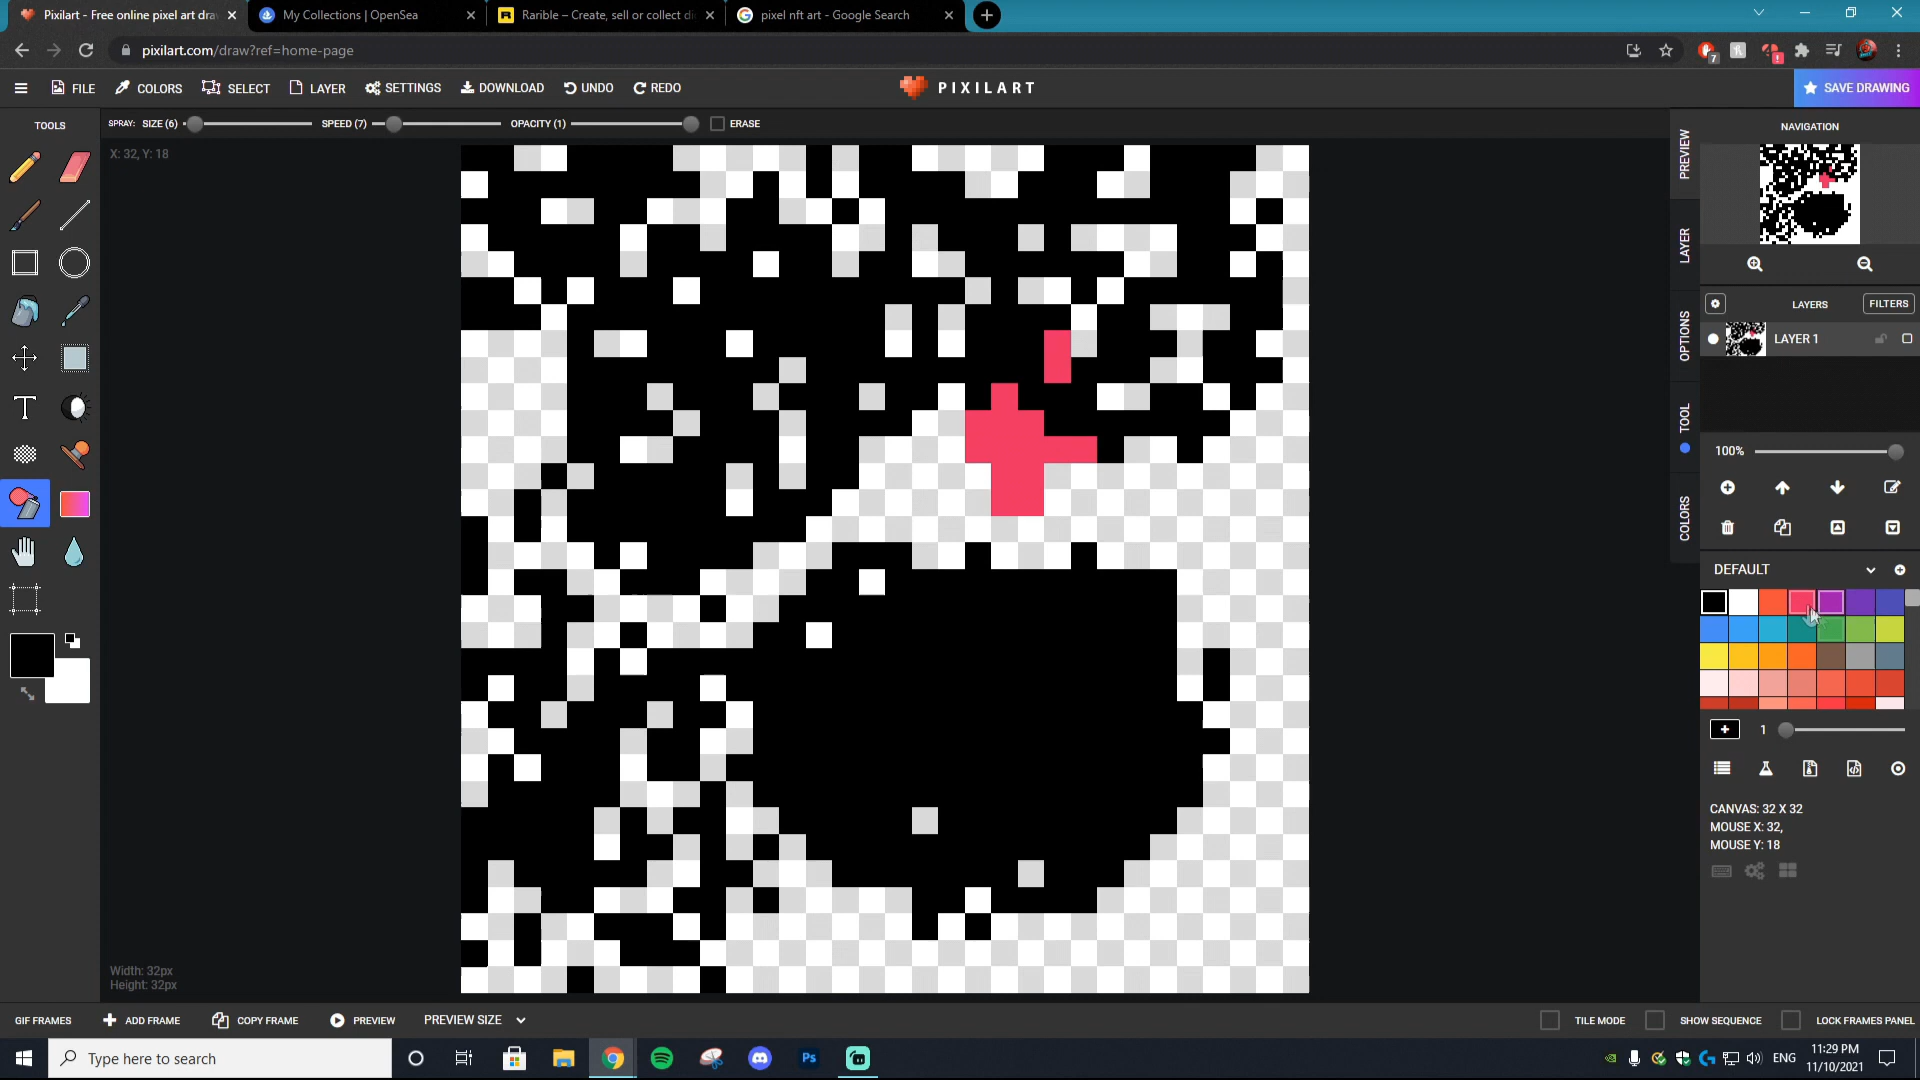 Pixilart - Free online pixel art dra
My Collections | OpenSea
Rarible – Create, sell or collect di
pixel nft art - Google Search
pixilart.com/draw?ref=home-page
7
FILE
COLORS
SELECT
LAYER
SETTINGS
DOWNLOAD
UNDO
REDO
PIXILART
SAVE DRAWING
TOOLS
SPRAY: SIZE (6)
SPEED (7)
OPACITY (1)
ERASE
X: 32, Y: 18
NAVIGATION
PREVIEW
LAYER
OPTIONS
TOOL
COLORS
LAYERS
FILTERS
LAYER 1
100%
DEFAULT
1
CANVAS: 32 X 32
MOUSE X: 32,
MOUSE Y: 18
Width: 32px
Height: 32px
GIF FRAMES
ADD FRAME
COPY FRAME
PREVIEW
PREVIEW SIZE
TILE MODE
SHOW SEQUENCE
LOCK FRAMES PANEL
Type here to search
Ps
ENG
11:29 PM
11/10/2021